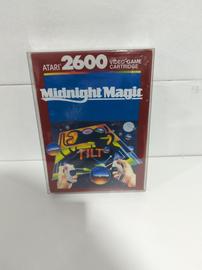 ATARI 2600 VIDEO GAME
CARTRIDGE
Midnight Magic
TILT